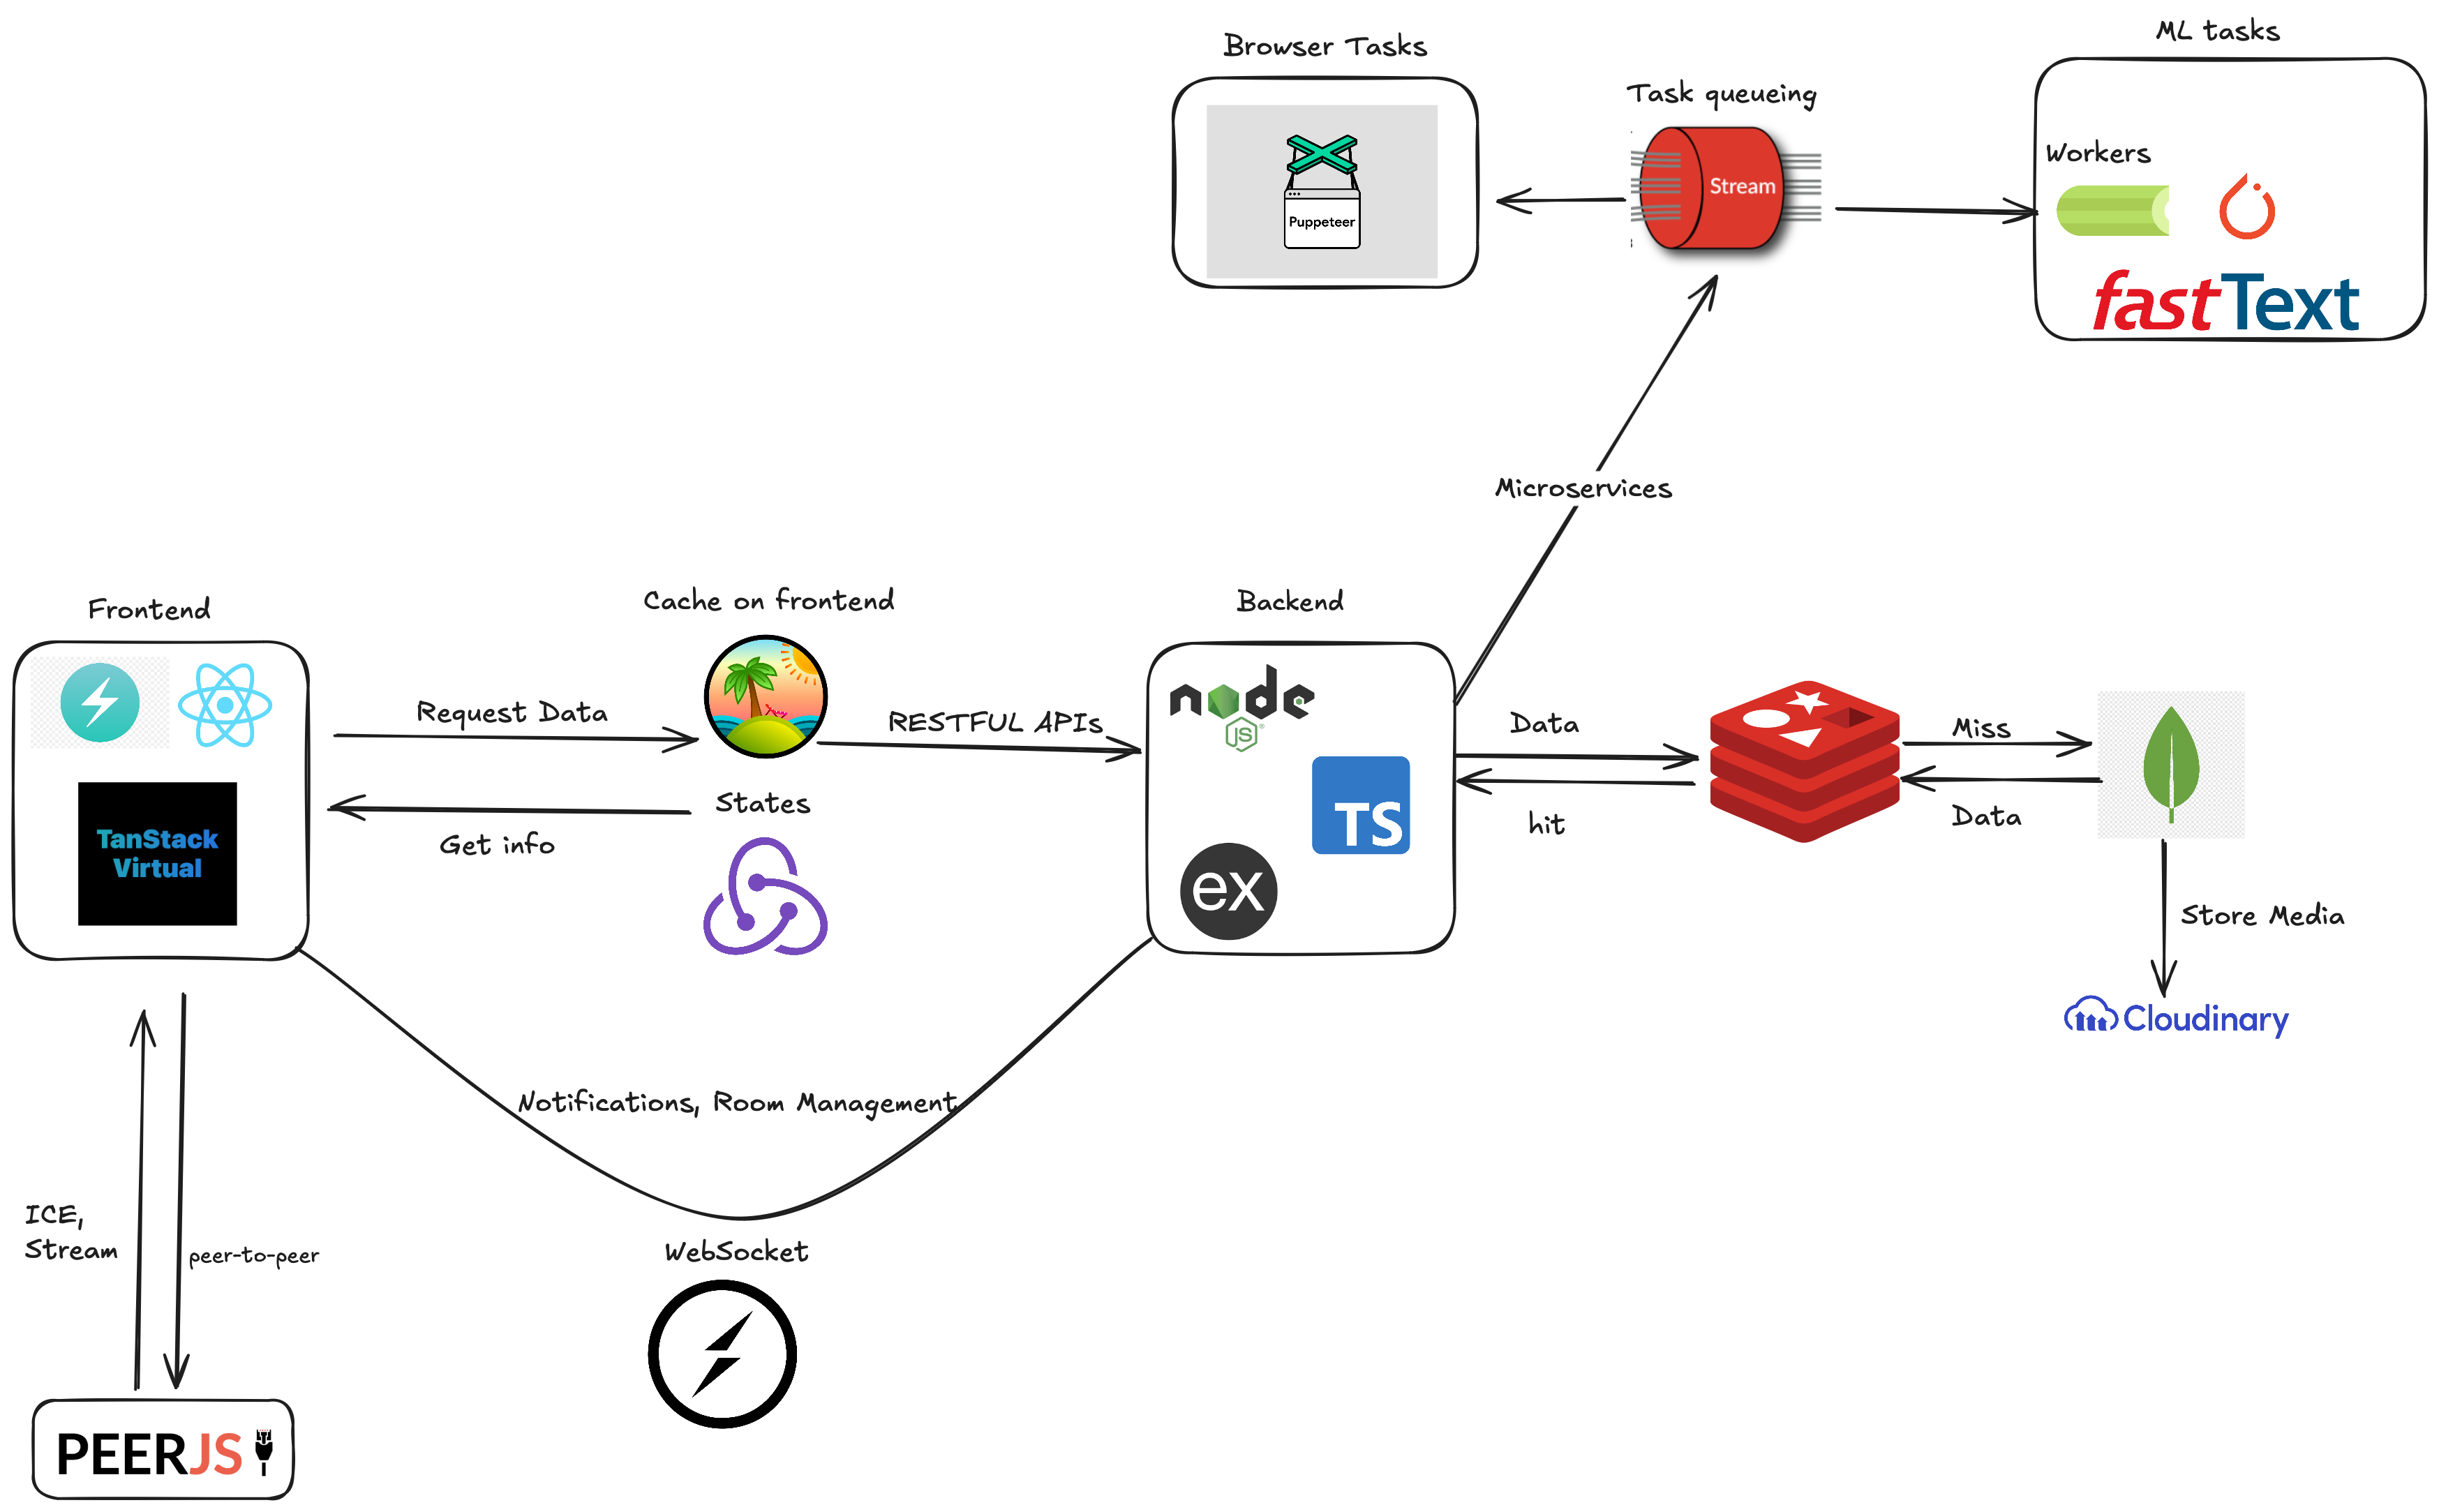 Browser Tasks
Puppeteer
Task queueing
Stream
ML tasks
Workers
fastText
Microservices
Frontend
TanStack
Virtual
Request Data
Get info
Cache on frontend
States
RESTFUL APIs
Backend
node
JS
TS
ex
Data
hit
Miss
Data
Store Media
Cloudinary
Notifications, Room Management
WebSocket
ICE,
Stream
peer-to-peer
PEERJS